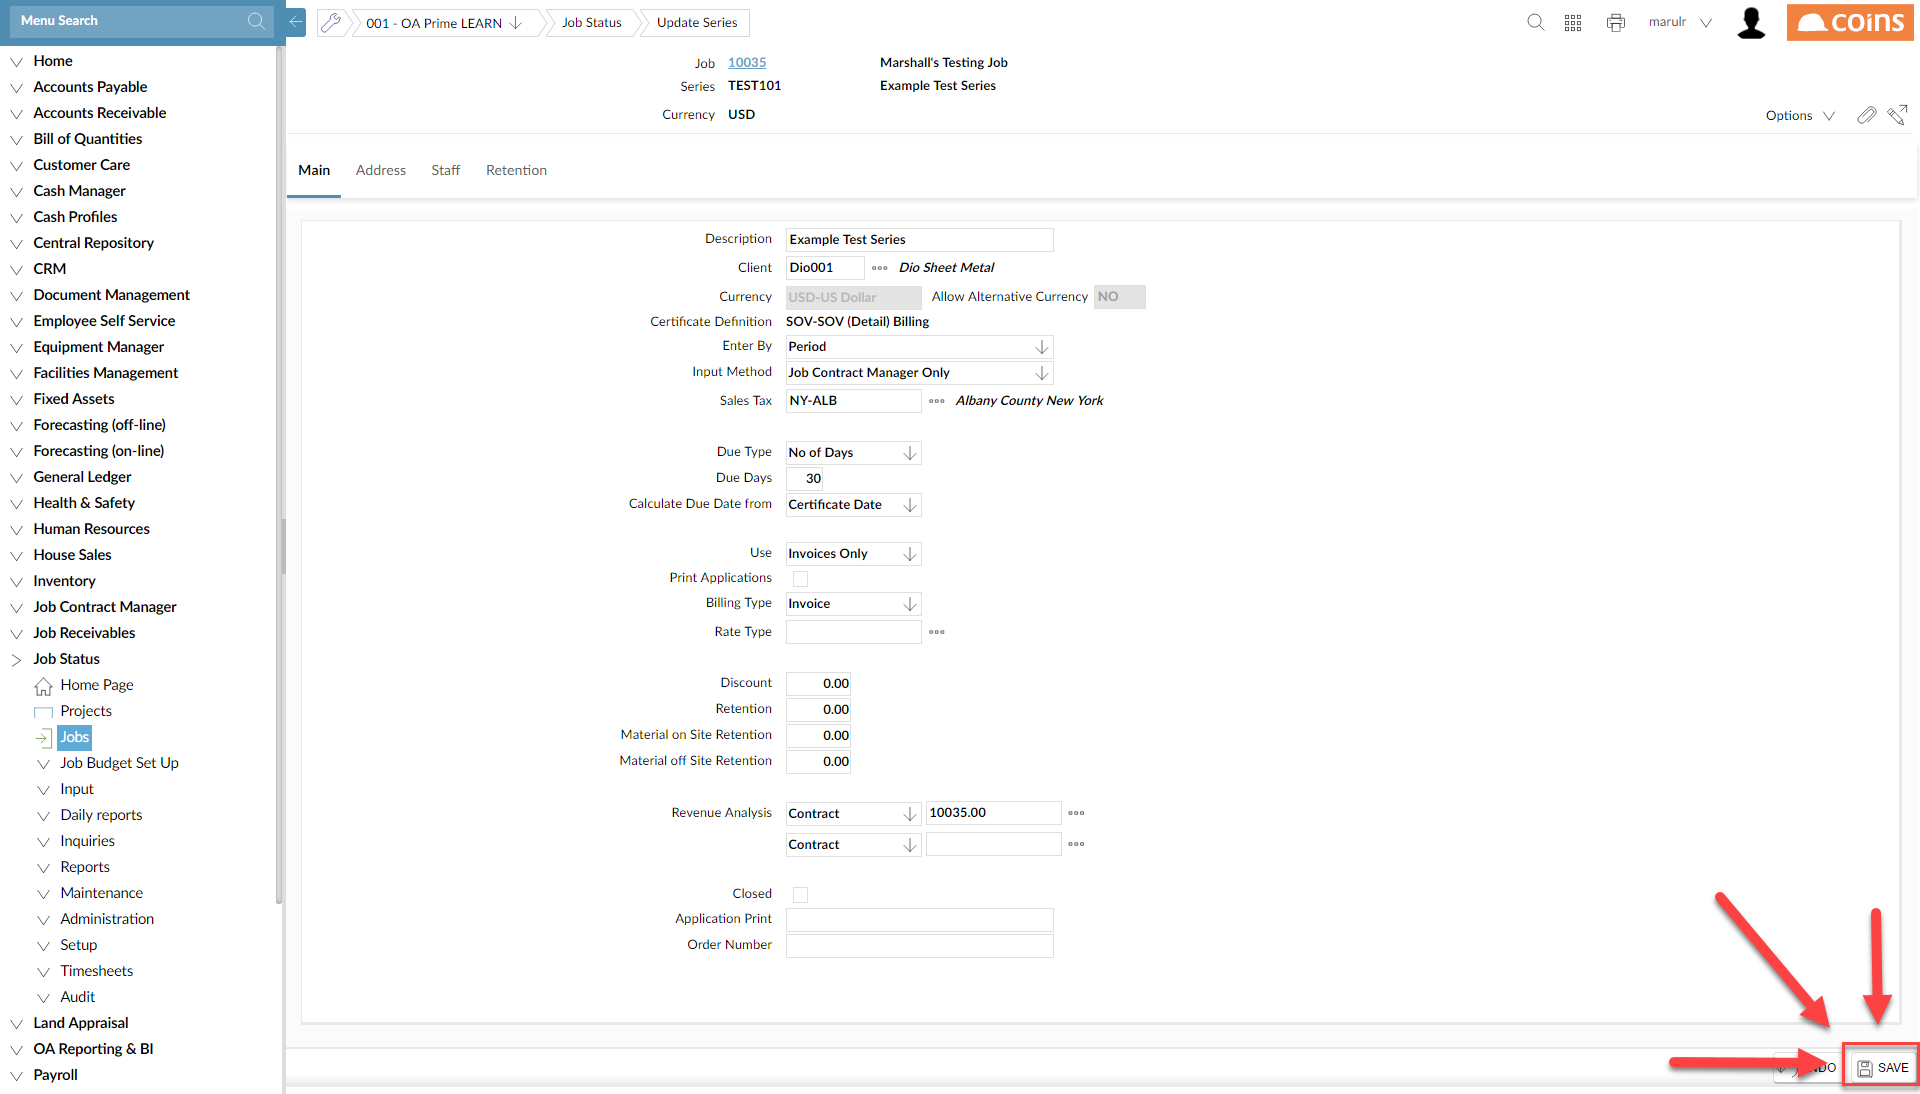 Menu Search
001 - OA Prime LEARN
Job Status
Update Series
marulr
coins
Home
Accounts Payable
Accounts Receivable
Bill of Quantities
Customer Care
Cash Manager
Cash Profiles
Central Repository
CRM
Document Management
Employee Self Service
Equipment Manager
Facilities Management
Fixed Assets
Forecasting (off-line)
Forecasting (on-line)
General Ledger
Health & Safety
Human Resources
House Sales
Inventory
Job Contract Manager
Job Receivables
Job Status
Home Page
Projects
Jobs
Job Budget Set Up
Input
Daily reports
Inquiries
Reports
Maintenance
Administration
Setup
Timesheets
Audit
Land Appraisal
OA Reporting & BI
Payroll
Job 10035 Marshall's Testing Job
Series TEST101 Example Test Series
Currency USD
Options
Main Address Staff Retention
Description Example Test Series
Client Dio001 Dio Sheet Metal
Currency USD-US Dollar Allow Alternative Currency NO
Certificate Definition SOV-SOV (Detail) Billing
Enter By Period
Input Method Job Contract Manager Only
Sales Tax NY-ALB Albany County New York
Due Type No of Days
Due Days 30
Calculate Due Date from Certificate Date
Use Invoices Only
Print Applications
Billing Type Invoice
Rate Type
Discount 0.00
Retention 0.00
Material on Site Retention 0.00
Material off Site Retention 0.00
Revenue Analysis Contract 10035.00
Contract
Closed
Application Print
Order Number
SAVE